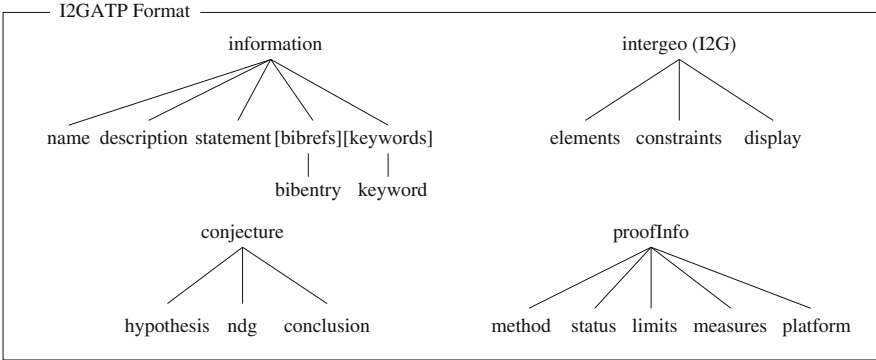 I2GATP Format
information intergeo (I2G)
name description statement [bibrefs][keywords] elements constraints display
bibentry keyword
conjecture proofInfo
hypothesis ndg conclusion method status limits measures platform